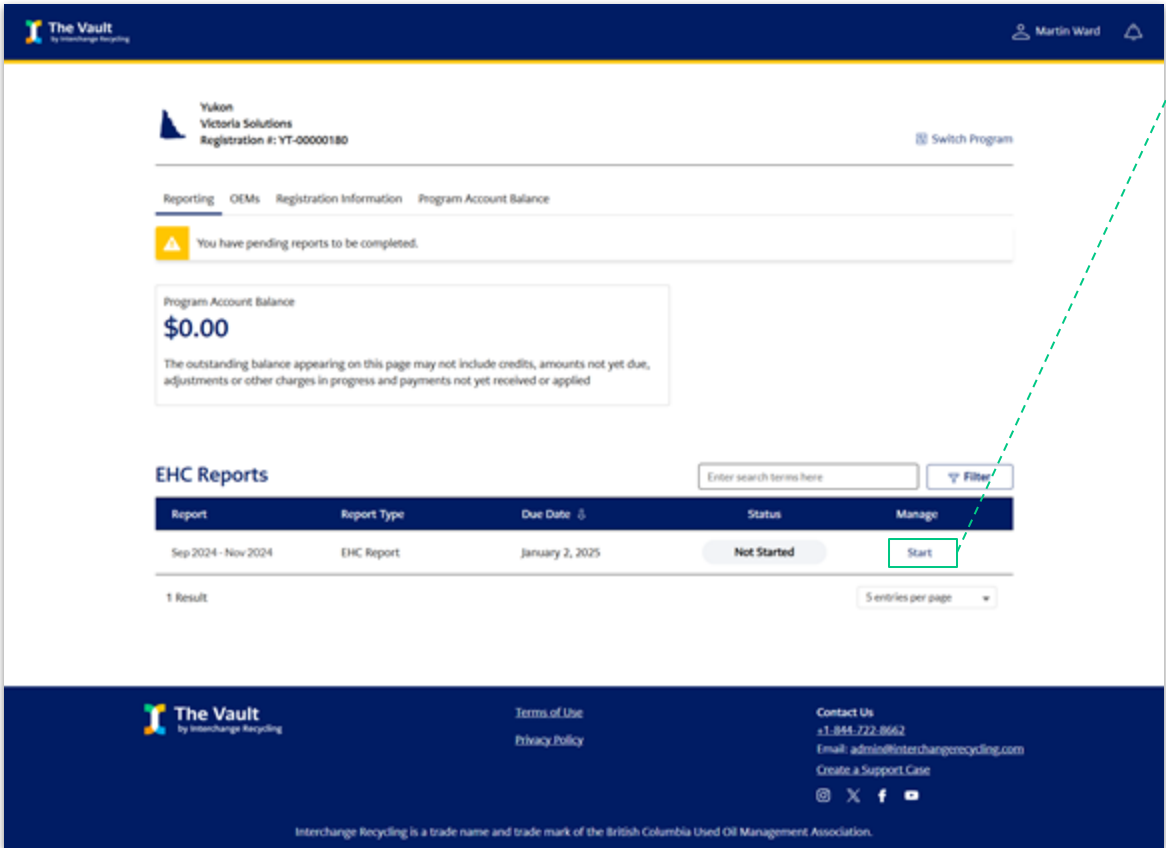 The Vault
by Interchange Recycling
Martin Ward
Yukon
Victoria Solutions
Registration #: YT-00000180
Switch Program
Reporting OEMs Registration Information Program Account Balance
You have pending reports to be completed.
Program Account Balance
$0.00
The outstanding balance appearing on this page may not include credits, amounts not yet due,
adjustments or other charges in progress and payments not yet received or applied
EHC Reports
Enter search terms here
Filter
Report Report Type Due Date Status Manage
Sep 2024 - Nov 2024 EHC Report January 2, 2025 Not Started Start
1 Result
5 entries per page
The Vault
by Interchange Recycling
Terms of Use
Privacy Policy
Contact Us
+1-844-722-8662
Email: admin@interchangerecycling.com
Create a Support Case
Interchange Recycling is a trade name and trade mark of the British Columbia Used Oil Management Association.